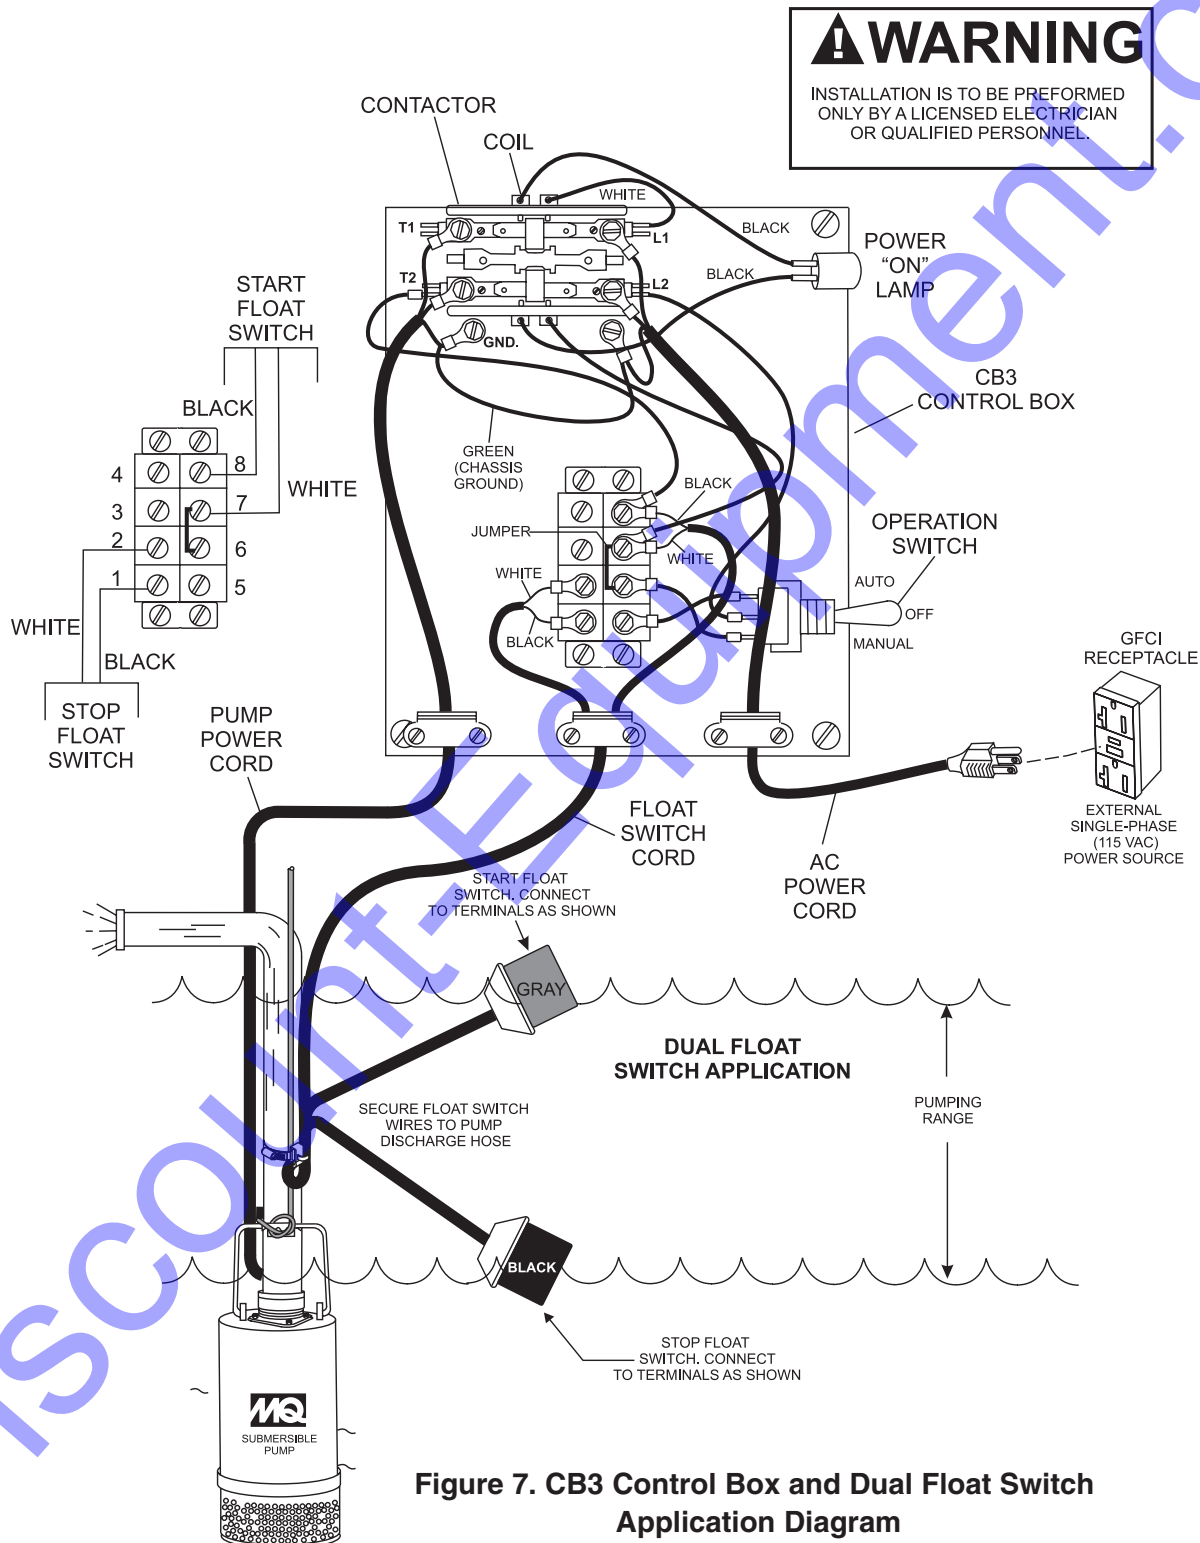 WARNING
INSTALLATION IS TO BE PREFORMED
ONLY BY A LICENSED ELECTRICIAN
OR QUALIFIED PERSONNEL.
CONTACTOR
COIL
WHITE
T1
L1
BLACK
POWER
“ON”
LAMP
BLACK
T2
L2
GND.
START
FLOAT
SWITCH
BLACK
CB3
CONTROL BOX
GREEN
(CHASSIS
GROUND)
4
8
3
7
2
6
1
5
WHITE
BLACK
JUMPER
WHITE
OPERATION
SWITCH
AUTO
OFF
MANUAL
WHITE
BLACK
WHITE
BLACK
STOP
FLOAT
SWITCH
GFCI
RECEPTACLE
PUMP
POWER
CORD
FLOAT
SWITCH
CORD
AC
POWER
CORD
EXTERNAL
SINGLE-PHASE
(115 VAC)
POWER SOURCE
START FLOAT
SWITCH. CONNECT
TO TERMINALS AS SHOWN
GRAY
DUAL FLOAT
SWITCH APPLICATION
SECURE FLOAT SWITCH
WIRES TO PUMP
DISCHARGE HOSE
PUMPING
RANGE
BLACK
STOP FLOAT
SWITCH. CONNECT
TO TERMINALS AS SHOWN
MQ
SUBMERSIBLE
PUMP
Figure 7. CB3 Control Box and Dual Float Switch
Application Diagram
iscount-Equipment.c